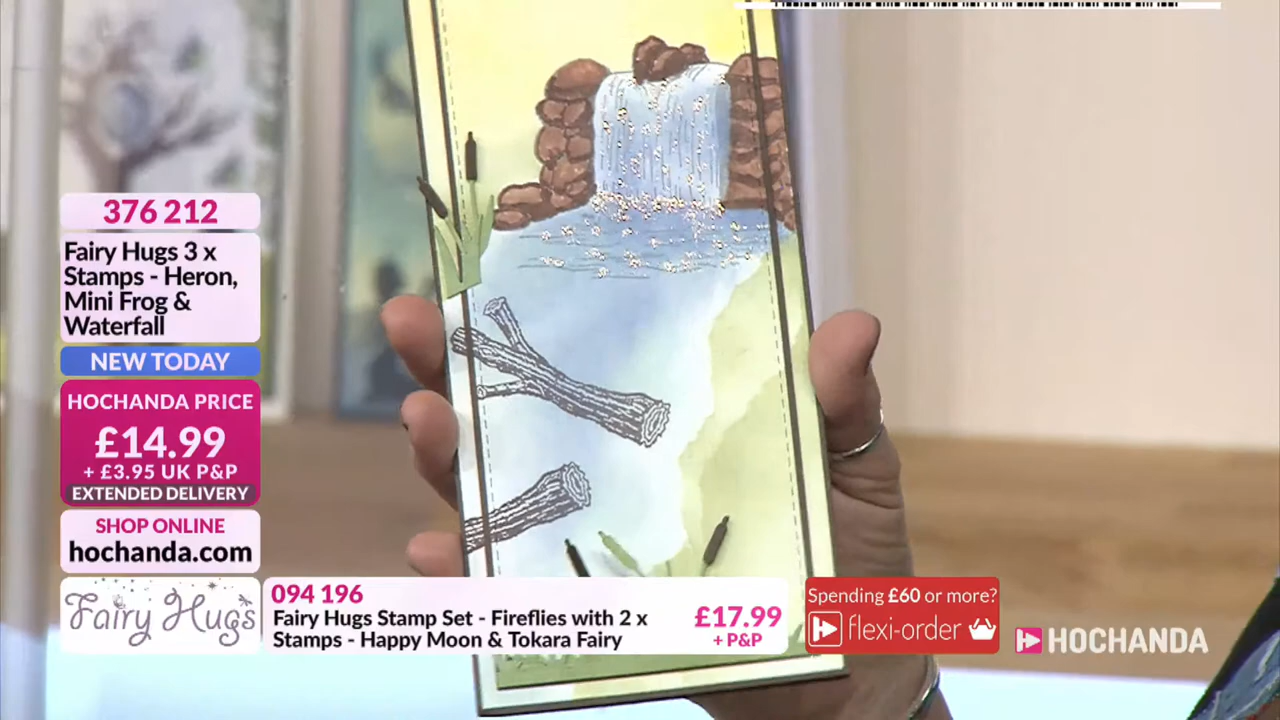 376 212
Fairy Hugs 3 x
Stamps - Heron,
Mini Frog &
Waterfall
NEW TODAY
HOCHANDA PRICE
£14.99
+ £3.95 UK P&P
EXTENDED DELIVERY
SHOP ONLINE
hochanda.com
Fairy Hugs
094 196
Fairy Hugs Stamp Set - Fireflies with 2 x
Stamps - Happy Moon & Tokara Fairy
£17.99
+ P&P
Spending £60 or more?
flexi-order
HOCHANDA